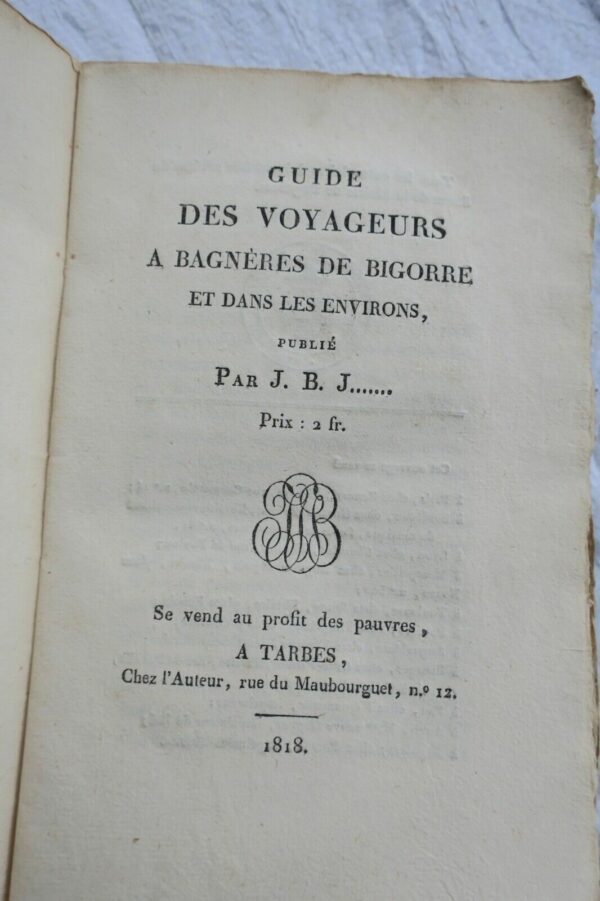 GUIDE
DES VOYAGEURS
A BAGNÈRES DE BIGORRE
ET DANS LES ENVIRONS,
PUBLIÉ
PAR J. B. J.......
Prix : 2 fr.
Se vend au profit des pauvres,
A TARBES,
Chez l'Auteur, rue du Maubourguet, n.º 12.
1818.